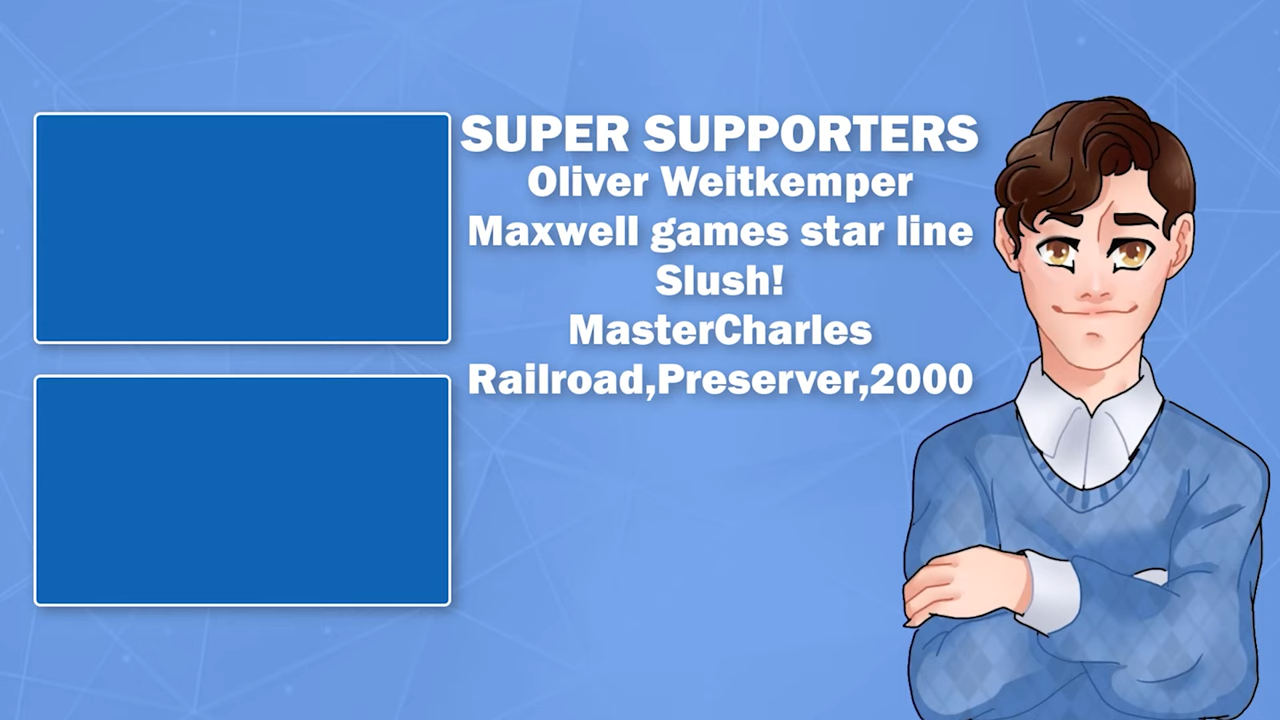 SUPER SUPPORTERS
Oliver Weitkemper
Maxwell games star line
Slush!
MasterCharles
Railroad,Preserver,2000